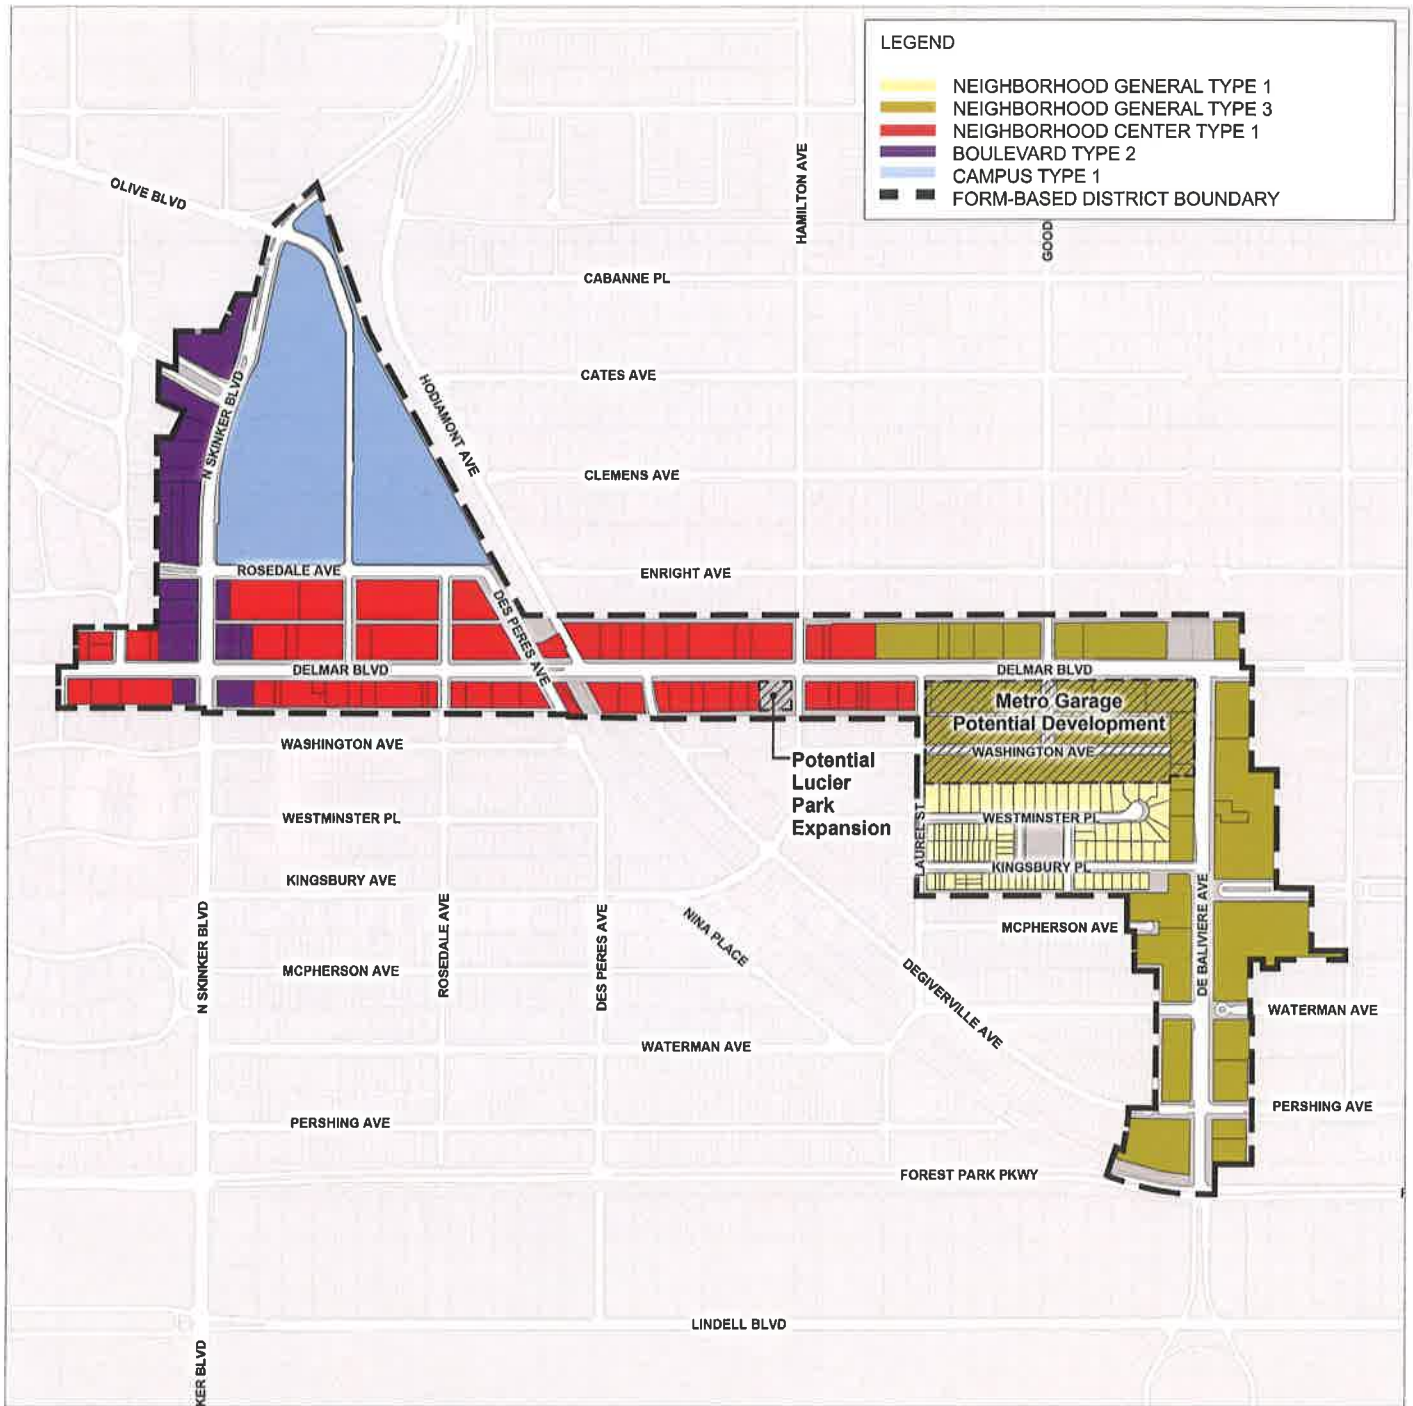 LEGEND
NEIGHBORHOOD GENERAL TYPE 1
NEIGHBORHOOD GENERAL TYPE 3
NEIGHBORHOOD CENTER TYPE 1
BOULEVARD TYPE 2
CAMPUS TYPE 1
FORM-BASED DISTRICT BOUNDARY
OLIVE BLVD
HAMILTON AVE
GOOD
CABANNE PL
CATES AVE
HODIAMONT AVE
N SKINKER BLVD
CLEMENS AVE
ROSEDALE AVE
ENRIGHT AVE
DES PERES AVE
DELMAR BLVD
DELMAR BLVD
Metro Garage
Potential Development
WASHINGTON AVE
WASHINGTON AVE
Potential
Lucier
Park
Expansion
WESTMINSTER PL
WESTMINSTER PL
LAUREL ST
KINGSBURY PL
KINGSBURY AVE
DE BALIVIERE AVE
N SKINKER BLVD
ROSEDALE AVE
DES PERES AVE
NINA PLACE
MCPHERSON AVE
MCPHERSON AVE
DEGIVERVILLE AVE
WATERMAN AVE
WATERMAN AVE
PERSHING AVE
PERSHING AVE
FOREST PARK PKWY
LINDELL BLVD
KER BLVD